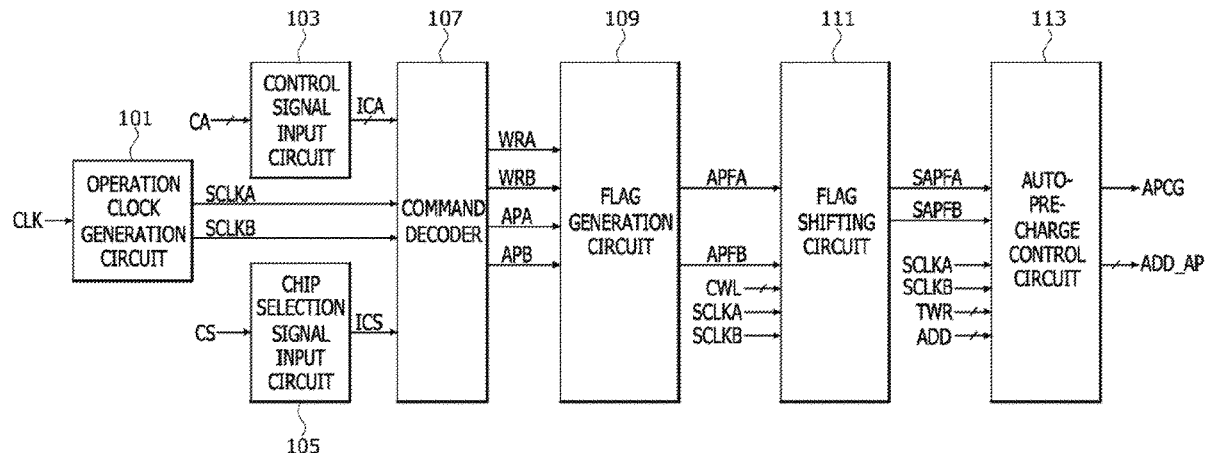 103
107
109
111
113
CONTROL
SIGNAL
INPUT
CIRCUIT
CA
ICA
101
OPERATION
CLOCK
GENERATION
CIRCUIT
CLK
SCLKA
SCLKB
CHIP
SELECTION
SIGNAL
INPUT
CIRCUIT
CS
ICS
105
COMMAND
DECODER
WRA
WRB
APA
APB
FLAG
GENERATION
CIRCUIT
APFA
APFB
CWL
SCLKA
SCLKB
FLAG
SHIFTING
CIRCUIT
SAPFA
SAPFB
SCLKA
SCLKB
TWR
ADD
AUTO-
PRE-
CHARGE
CONTROL
CIRCUIT
APCG
ADD_AP